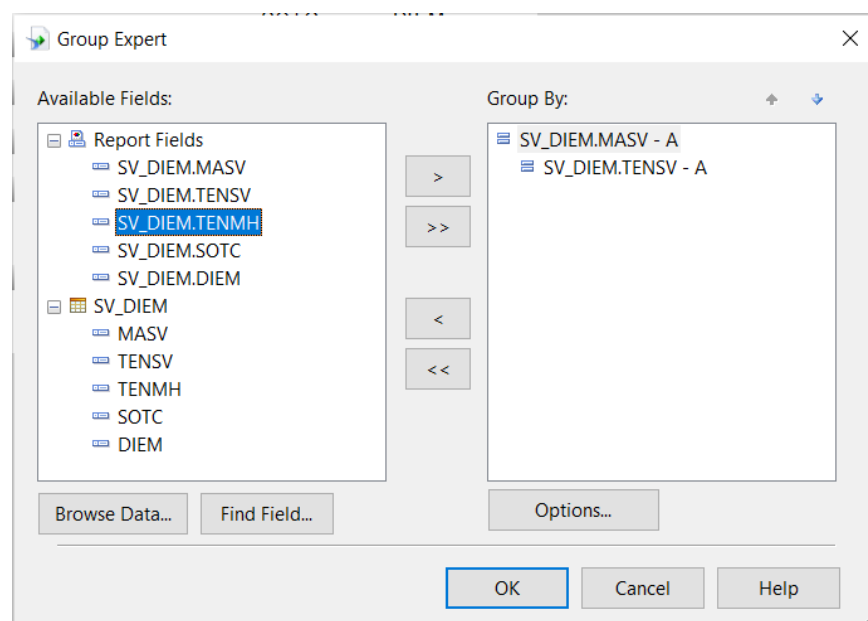 Group Expert
Available Fields:
Group By:
Report Fields
SV_DIEM.MASV
SV_DIEM.TENSV
SV_DIEM.TENMH
SV_DIEM.SOTC
SV_DIEM.DIEM
SV_DIEM
MASV
TENSV
TENMH
SOTC
DIEM
>
>>
<
<<
SV_DIEM.MASV - A
SV_DIEM.TENSV - A
Browse Data...
Find Field...
Options...
OK
Cancel
Help